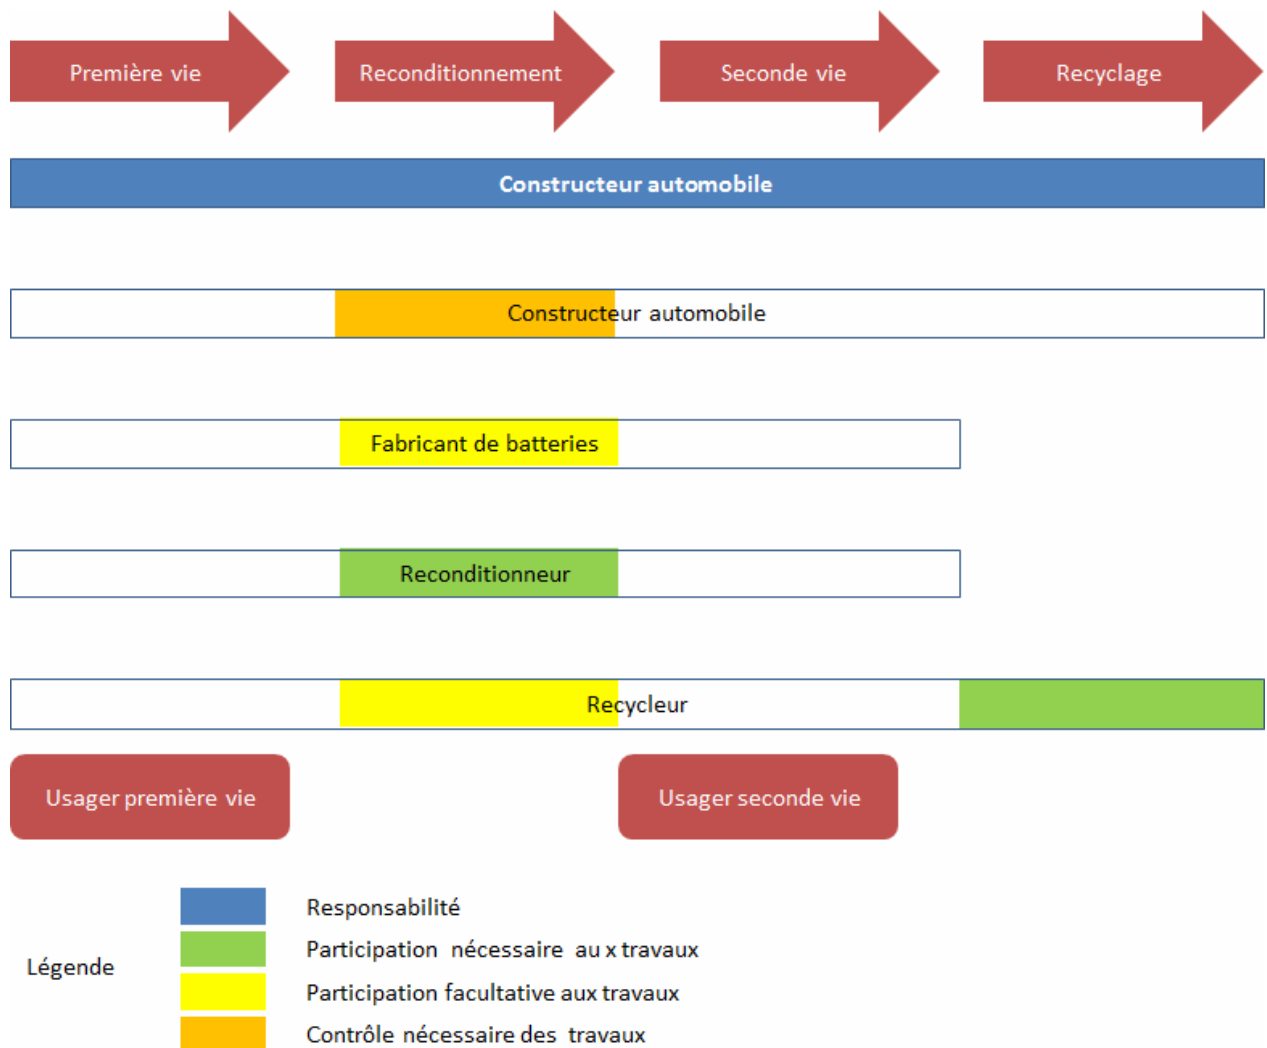 Première vie
Reconditionnement
Seconde vie
Recyclage
Constructeur automobile
Constructeur automobile
Fabricant de batteries
Reconditionneur
Recycleur
Usager première vie
Usager seconde vie
Légende
Responsabilité
Participation nécessaire au x travaux
Participation facultative aux travaux
Contrôle nécessaire des travaux